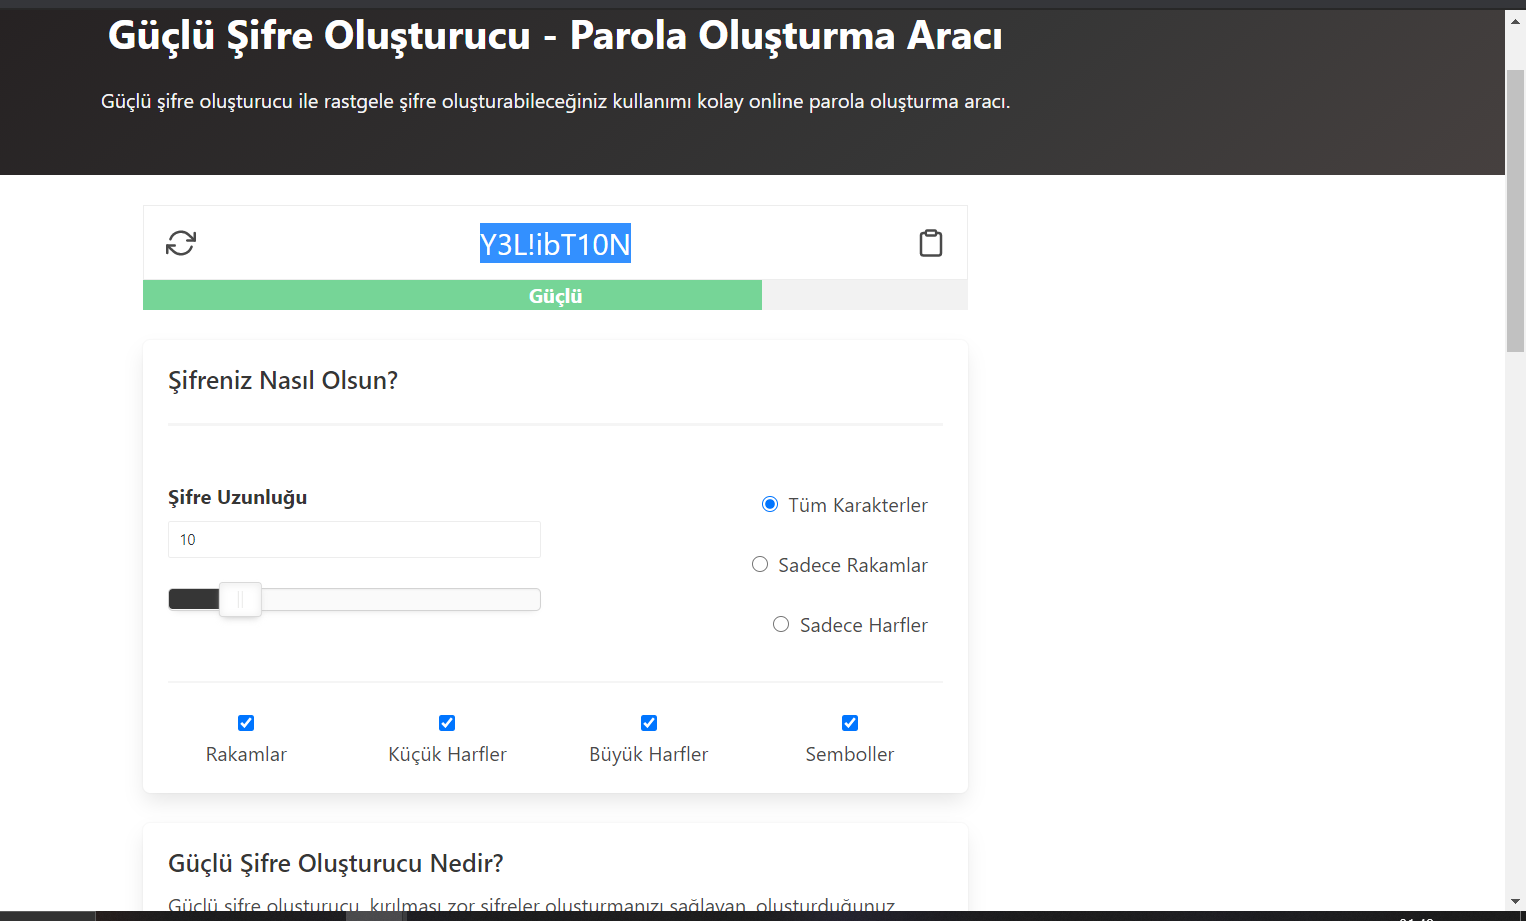 Güçlü Şifre Oluşturucu - Parola Oluşturma Aracı
Güçlü şifre oluşturucu ile rastgele şifre oluşturabileceğiniz kullanımı kolay online parola oluşturma aracı.
Y3L!ibT10N
Güçlü
Şifreniz Nasıl Olsun?
Şifre Uzunluğu
10
Tüm Karakterler
Sadece Rakamlar
Sadece Harfler
Rakamlar
Küçük Harfler
Büyük Harfler
Semboller
Güçlü Şifre Oluşturucu Nedir?
Güçlü şifre oluşturucu, kırılması zor şifreler oluşturmanızı sağlayan, oluşturduğunuz